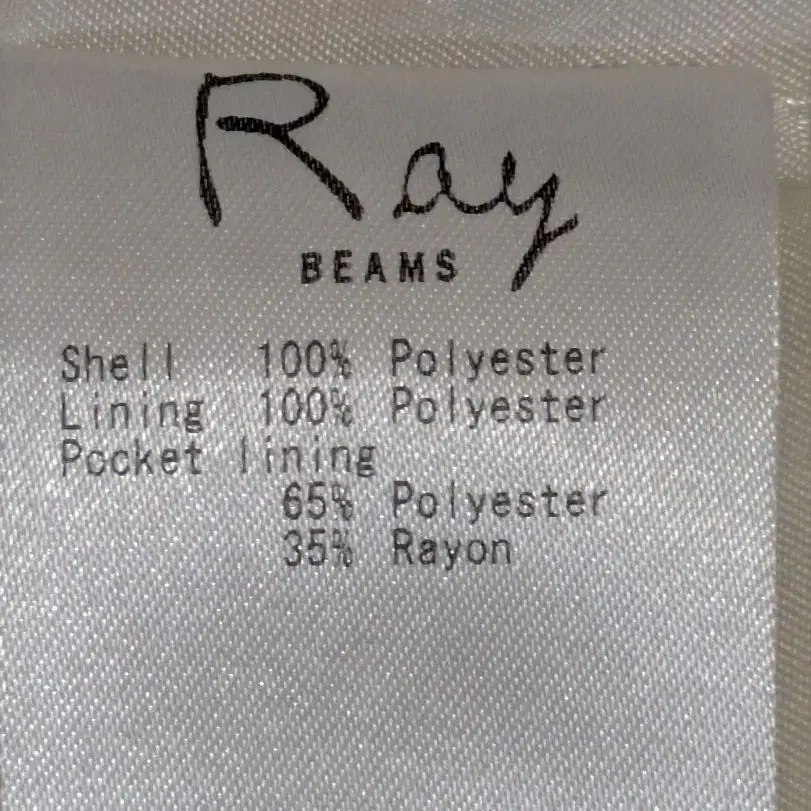 Ray
BEAMS
Shell 100% Polyester
Lining 100% Polyester
Pocket lining
65% Polyester
35% Rayon